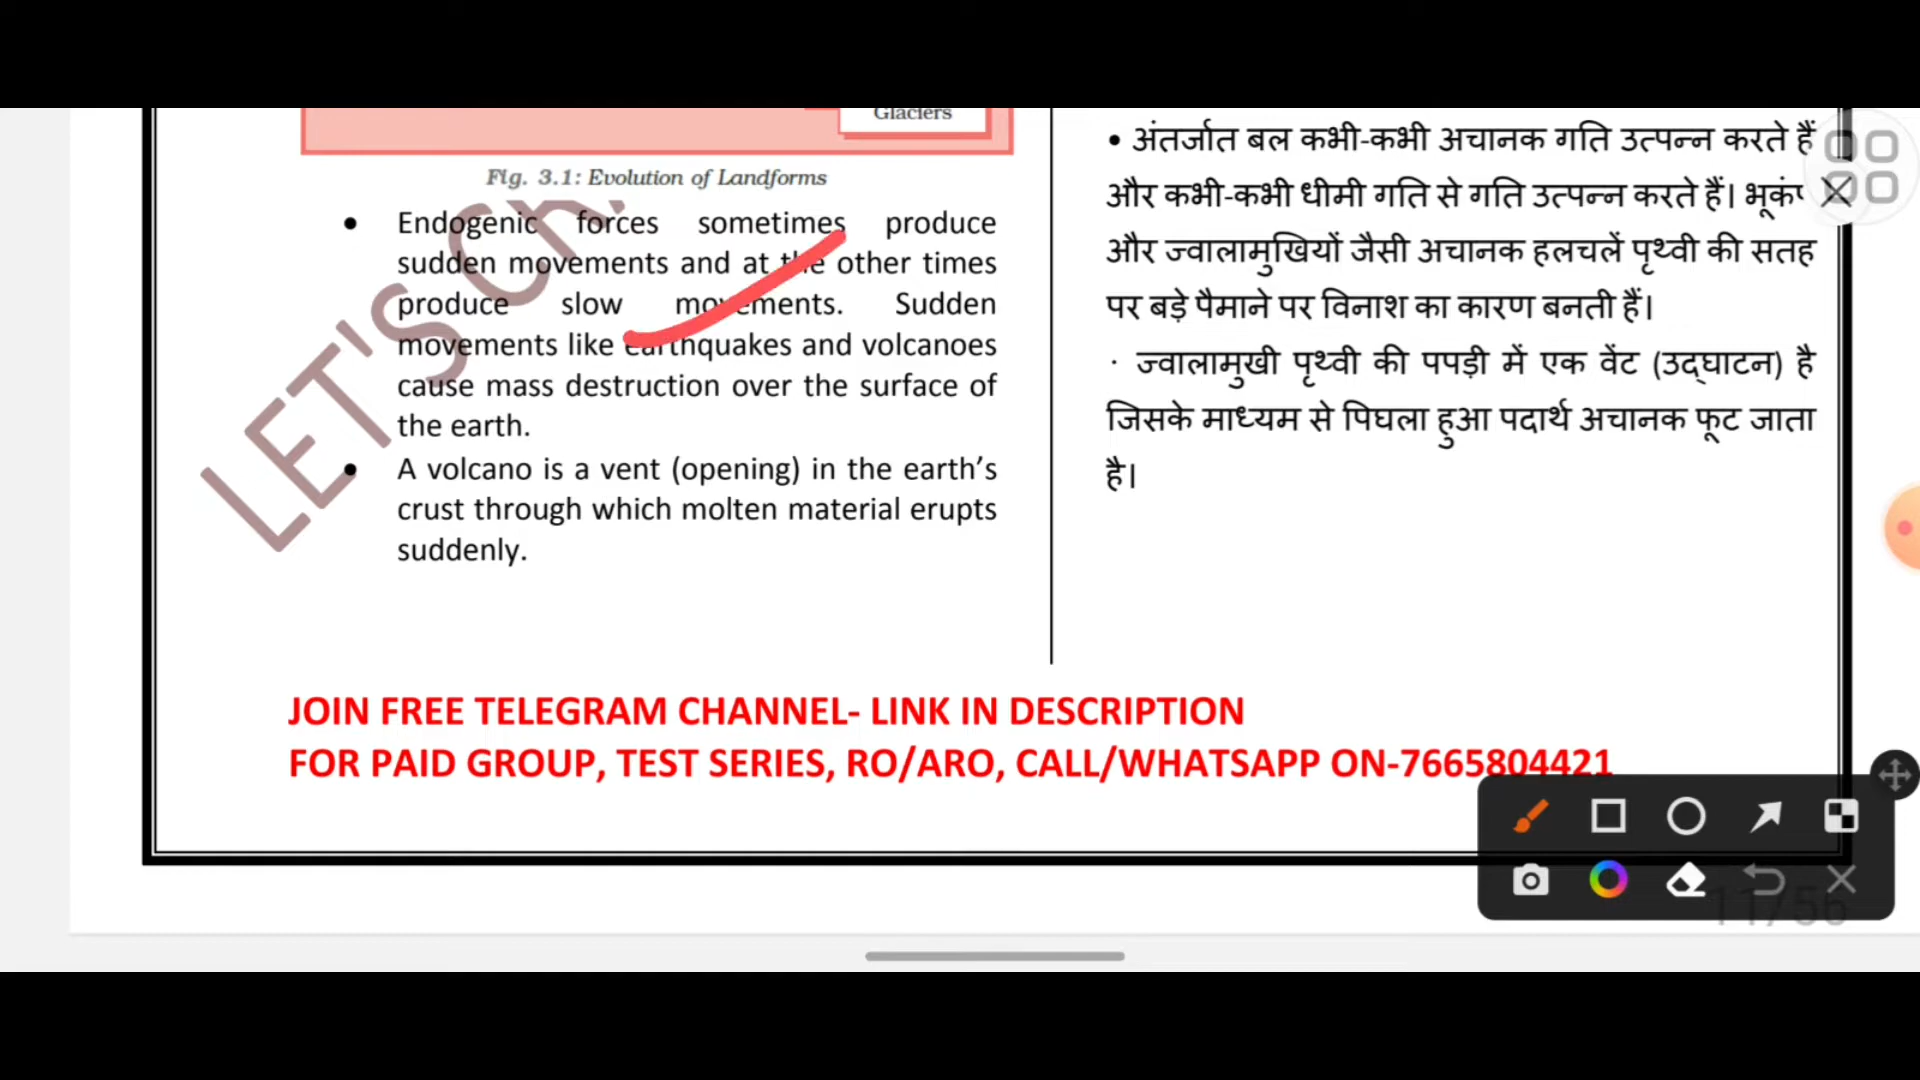 Glaciers
Fig. 3.1: Evolution of Landforms
• Endogenic forces sometimes produce
sudden movements and at the other times
produce slow movements. Sudden
movements like earthquakes and volcanoes
cause mass destruction over the surface of
the earth.
• A volcano is a vent (opening) in the earth's
crust through which molten material erupts
suddenly.
• अंतर्जात बल कभी-कभी अचानक गति उत्पन्न करते हैं
और कभी-कभी धीमी गति से गति उत्पन्न करते हैं।
और ज्वालामुखियों जैसी अचानक हलचलें पृथ्वी की सतह
पर बड़े पैमाने पर विनाश का कारण बनती हैं।
· ज्वालामुखी पृथ्वी की पपड़ी में एक वेंट (उद्घाटन) है
जिसके माध्यम से पिघला हुआ पदार्थ अचानक फूट जाता
है।
LET'S
JOIN FREE TELEGRAM CHANNEL- LINK IN DESCRIPTION
FOR PAID GROUP, TEST SERIES, RO/ARO, CALL/WHATSAPP ON-7665804421
11/56